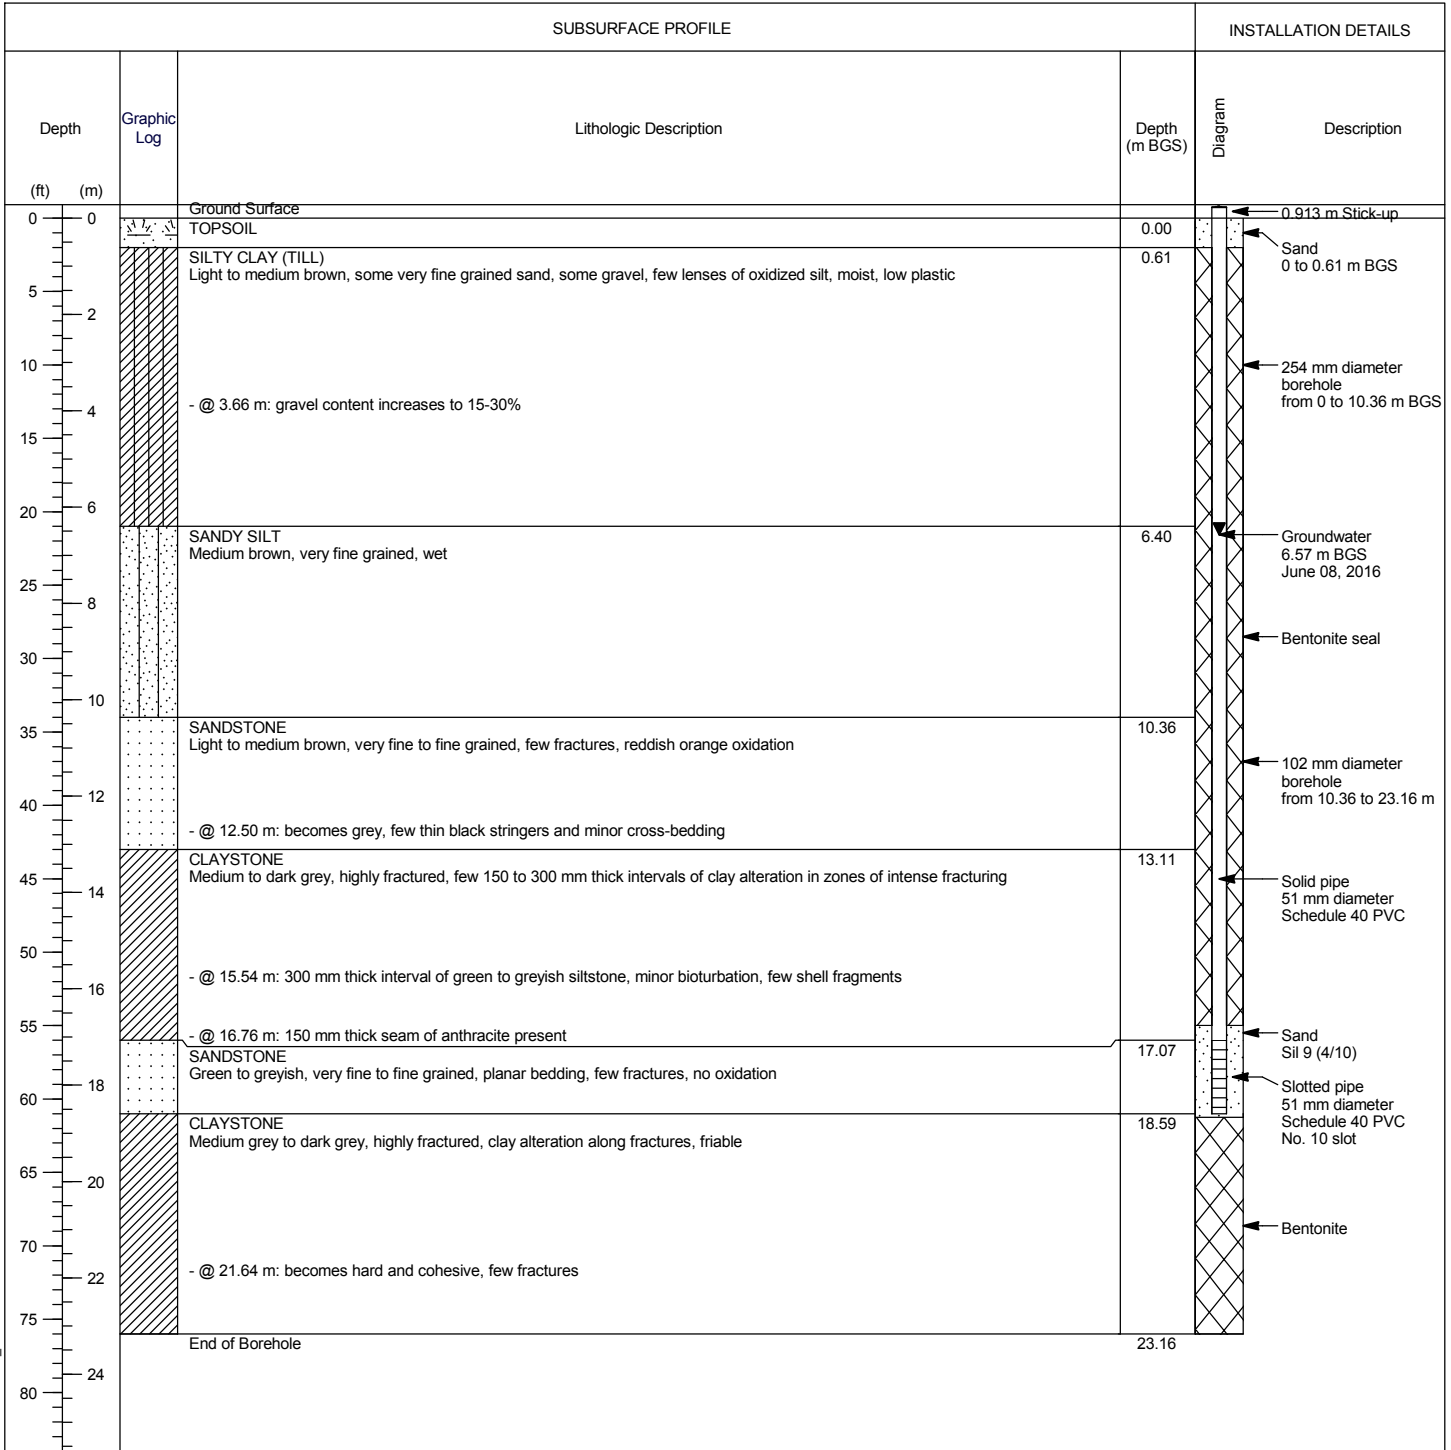 SUBSURFACE PROFILE
INSTALLATION DETAILS
Depth
Graphic
Log
Lithologic Description
Depth
(m BGS)
Diagram
Description
(ft)
(m)
Ground Surface
0
0
TOPSOIL
0.00
0.913 m Stick-up
Sand
0 to 0.61 m BGS
SILTY CLAY (TILL)
0.61
Light to medium brown, some very fine grained sand, some gravel, few lenses of oxidized silt, moist, low plastic
5
2
10
254 mm diameter
borehole
from 0 to 10.36 m BGS
- @ 3.66 m: gravel content increases to 15-30%
4
15
6
20
SANDY SILT
6.40
Medium brown, very fine grained, wet
Groundwater
6.57 m BGS
June 08, 2016
25
8
Bentonite seal
30
10
SANDSTONE
10.36
35
Light to medium brown, very fine to fine grained, few fractures, reddish orange oxidation
102 mm diameter
borehole
from 10.36 to 23.16 m
12
40
- @ 12.50 m: becomes grey, few thin black stringers and minor cross-bedding
CLAYSTONE
13.11
Medium to dark grey, highly fractured, few 150 to 300 mm thick intervals of clay alteration in zones of intense fracturing
45
14
Solid pipe
51 mm diameter
Schedule 40 PVC
50
- @ 15.54 m: 300 mm thick interval of green to greyish siltstone, minor bioturbation, few shell fragments
16
55
- @ 16.76 m: 150 mm thick seam of anthracite present
Sand
Sil 9 (4/10)
SANDSTONE
17.07
Green to greyish, very fine to fine grained, planar bedding, few fractures, no oxidation
18
60
Slotted pipe
51 mm diameter
Schedule 40 PVC
No. 10 slot
CLAYSTONE
18.59
Medium grey to dark grey, highly fractured, clay alteration along fractures, friable
65
20
Bentonite
70
- @ 21.64 m: becomes hard and cohesive, few fractures
22
75
End of Borehole
23.16
24
80